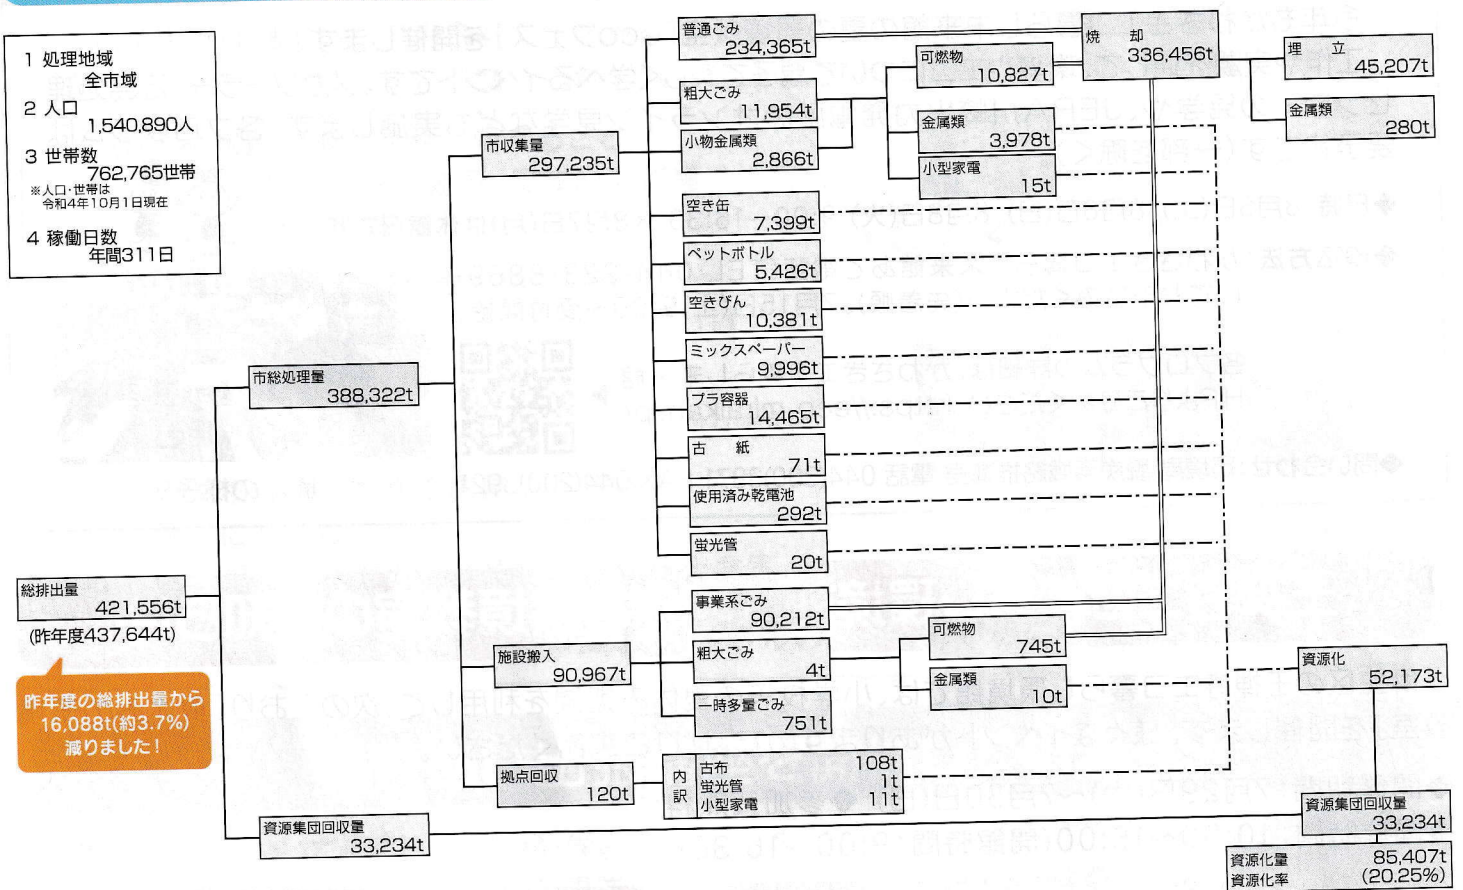 1 処理地域
全市域
2 人口
1,540,890人
3 世帯数
762,765世帯
※人口・世帯は
令和4年10月1日現在
4 稼働日数
年間311日
総排出量
421,556t
(昨年度437,644t)
昨年度の総排出量から
16,088t(約3.7%)
減りました!
市総処理量
388,322t
資源集団回収量
33,234t
市収集量
297,235t
施設搬入
90,967t
拠点回収
120t
普通ごみ
234,365t
粗大ごみ
11,954t
小物金属類
2,866t
空き缶
7,399t
ペットボトル
5,426t
空きびん
10,381t
ミックスペーパー
9,996t
プラ容器
14,465t
古 紙
71t
使用済み乾電池
292t
蛍光管
20t
事業系ごみ
90,212t
粗大ごみ
4t
一時多量ごみ
751t
内訳
古布 108t
蛍光管 1t
小型家電 11t
可燃物
10,827t
金属類
3,978t
小型家電
15t
可燃物
745t
金属類
10t
焼 却
336,456t
埋 立
45,207t
金属類
280t
資源化
52,173t
資源集団回収量
33,234t
資源化量 85,407t
資源化率 (20.25%)